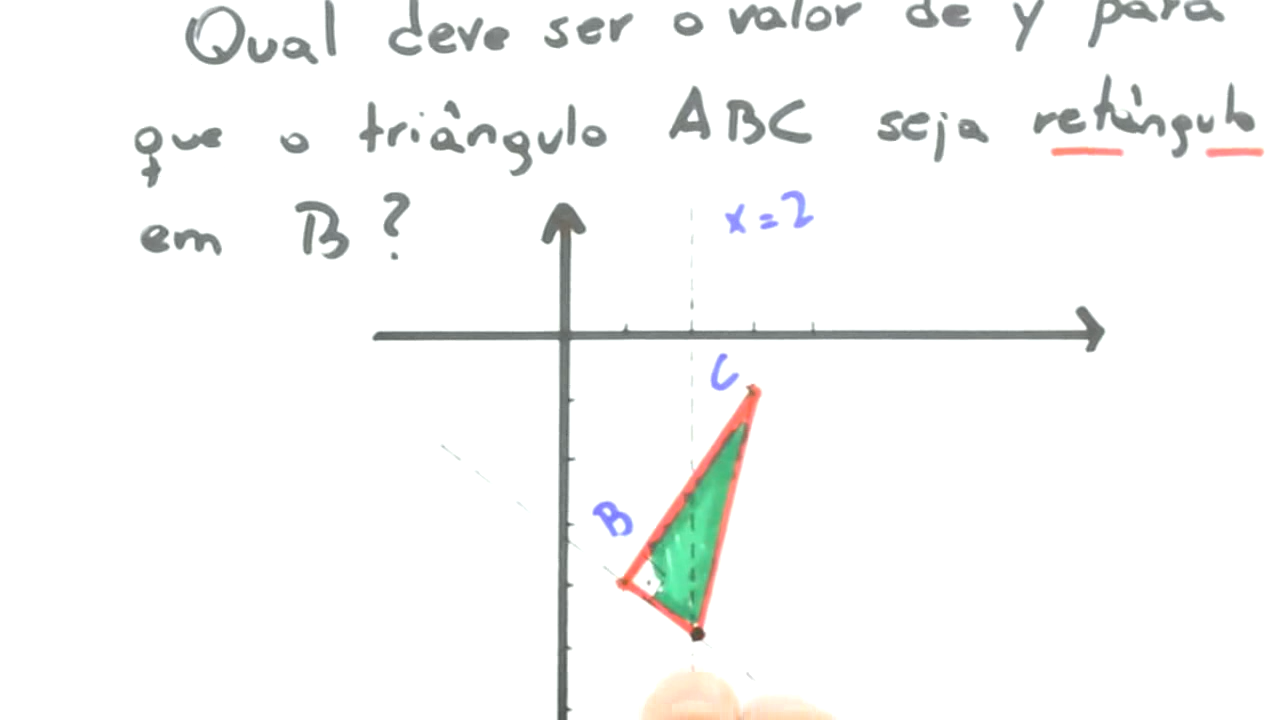 Qual deve ser o valor de y para
que o triângulo ABC seja retângulo
em B?
x = 2
C
B